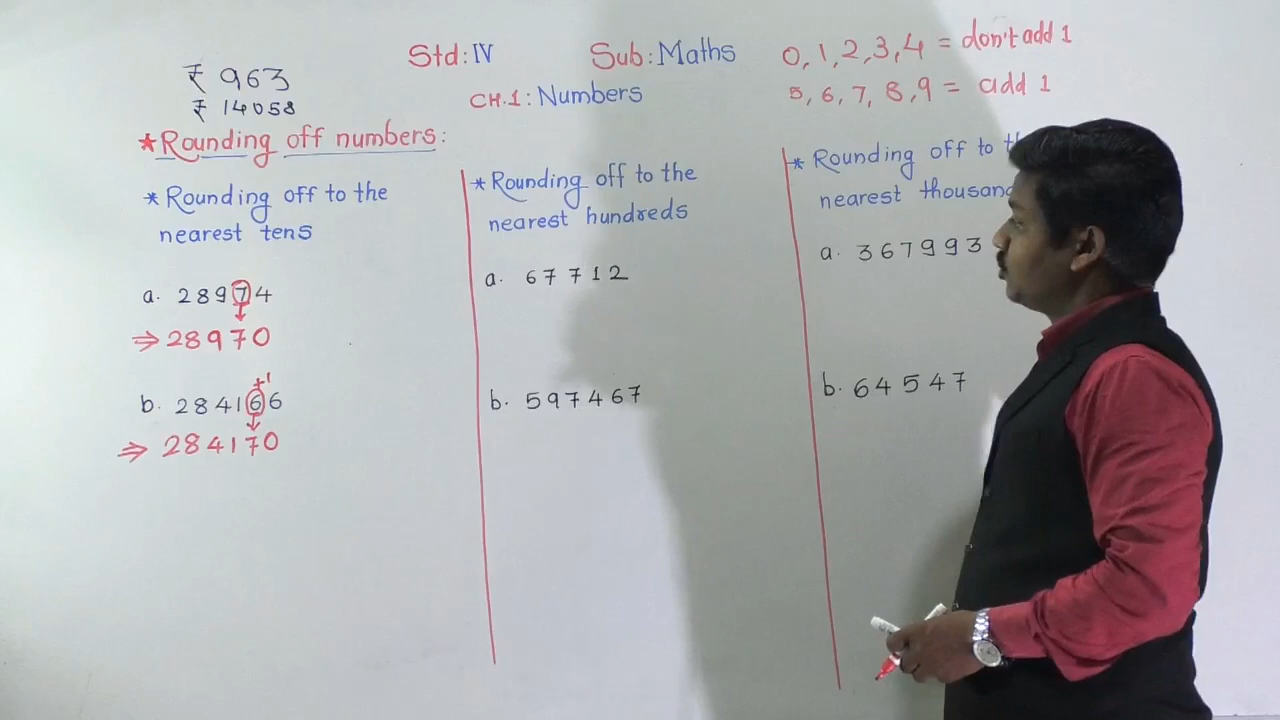 Std: IV Sub: Maths
CH.1: Numbers
0, 1, 2, 3, 4 = don't add 1
5, 6, 7, 8, 9 = add 1
₹ 963
₹ 14058
* Rounding off numbers:
* Rounding off to the
nearest tens
a. 28974
⇒ 28970
+1
b. 284166
⇒ 284170
* Rounding off to the
nearest hundreds
a. 67712
b. 597467
* Rounding off to
nearest
a. 367993
b. 64547